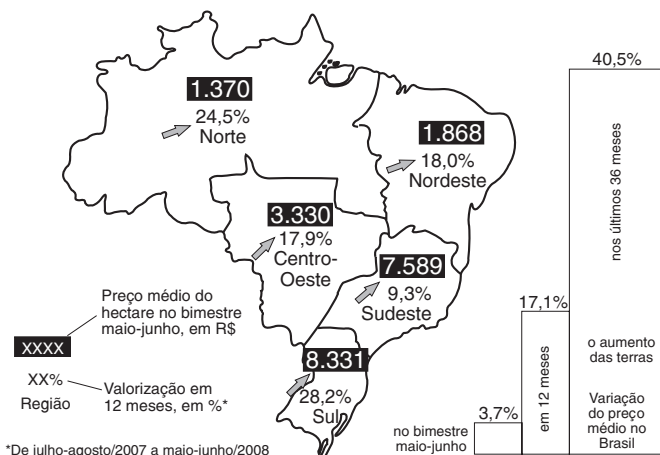 1.370
24,5%
Norte
1.868
18,0%
Nordeste
3.330
17,9%
Centro-
Oeste
7.589
9,3%
Sudeste
8.331
28,2%
Sul
Preço médio do
hectare no bimestre
maio-junho, em R$
XXXX
XX%
Região
Valorização em
12 meses, em %*
*De julho-agosto/2007 a maio-junho/2008
40,5%
nos últimos 36 meses
17,1%
em 12 meses
3,7%
no bimestre
maio-junho
o aumento
das terras
Variação
do preço
médio no
Brasil